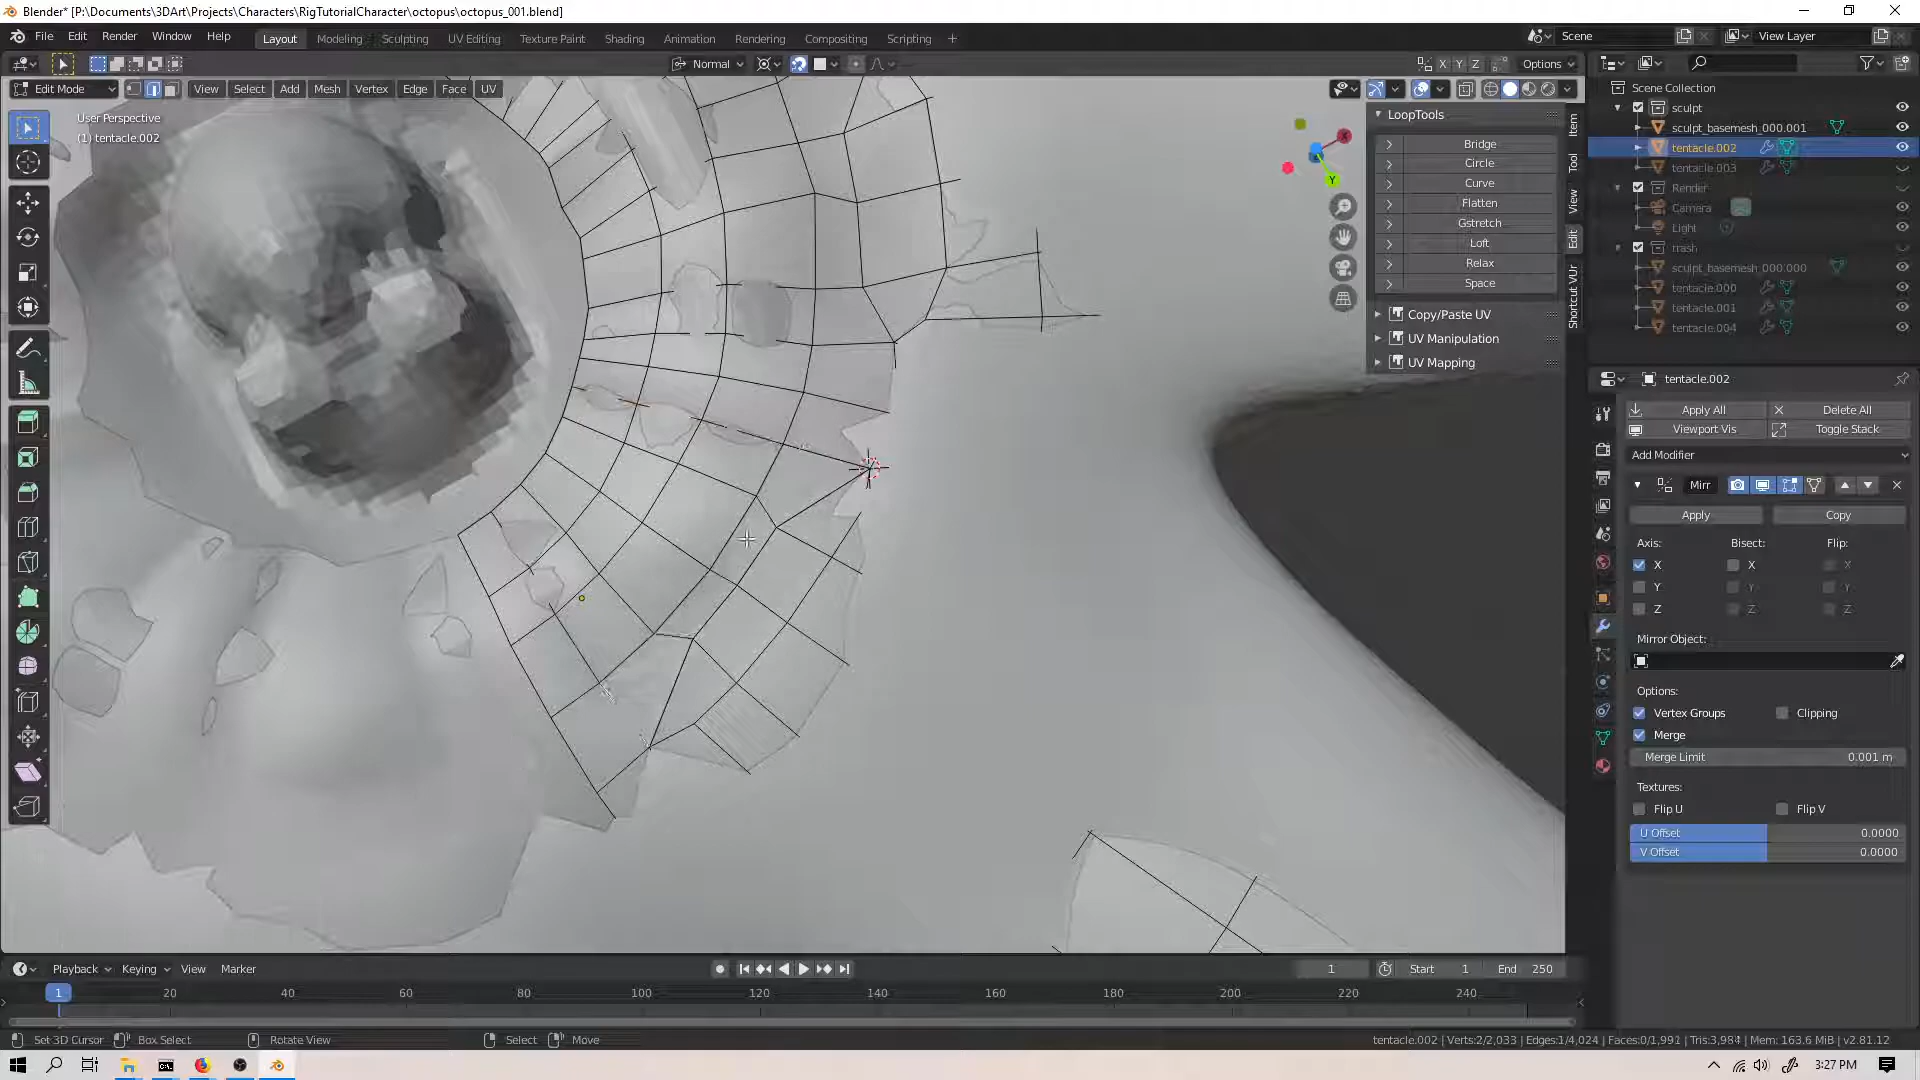 Blender* [P:\Documents\3DArt\Projects\Characters\RigTutorialCharacter\octopus\octopus_001.blend]
File Edit Render Window Help Layout Modeling Sculpting UV Editing Texture Paint Shading Animation Rendering Compositing Scripting + Scene View Layer
Normal X Y Z Options
Edit Mode View Select Add Mesh Vertex Edge Face UV
User Perspective
(1) tentacle.002
X
Y
LoopTools
Bridge
Circle
Curve
Flatten
Gstretch
Loft
Relax
Space
Copy/Paste UV
UV Manipulation
UV Mapping
Item
Tool
View
Edit
Shortcut VUr
Scene Collection
sculpt
sculpt_basemesh_000.001
tentacle.002
tentacle.003
Render
Camera
Light
trash
sculpt_basemesh_000.000
tentacle.000
tentacle.001
tentacle.004
tentacle.002
Apply All Delete All
Viewport Vis Toggle Stack
Add Modifier
Mirr
Apply Copy
Axis: Bisect: Flip:
X X X
Y Y Y
Z Z Z
Mirror Object:
Options:
Vertex Groups Clipping
Merge
Merge Limit 0.001 m
Textures:
Flip U Flip V
U Offset 0.0000
V Offset 0.0000
Playback Keying View Marker 1 Start 1 End 250
1 20 40 60 80 100 120 140 160 180 200 220 240
Set 3D Cursor Box Select Rotate View Select Move tentacle.002 | Verts:2/2,033 | Edges:1/4,024 | Faces:0/1,991 | Tris:3,984 | Mem: 163.6 MiB | v2.81.12
3:27 PM